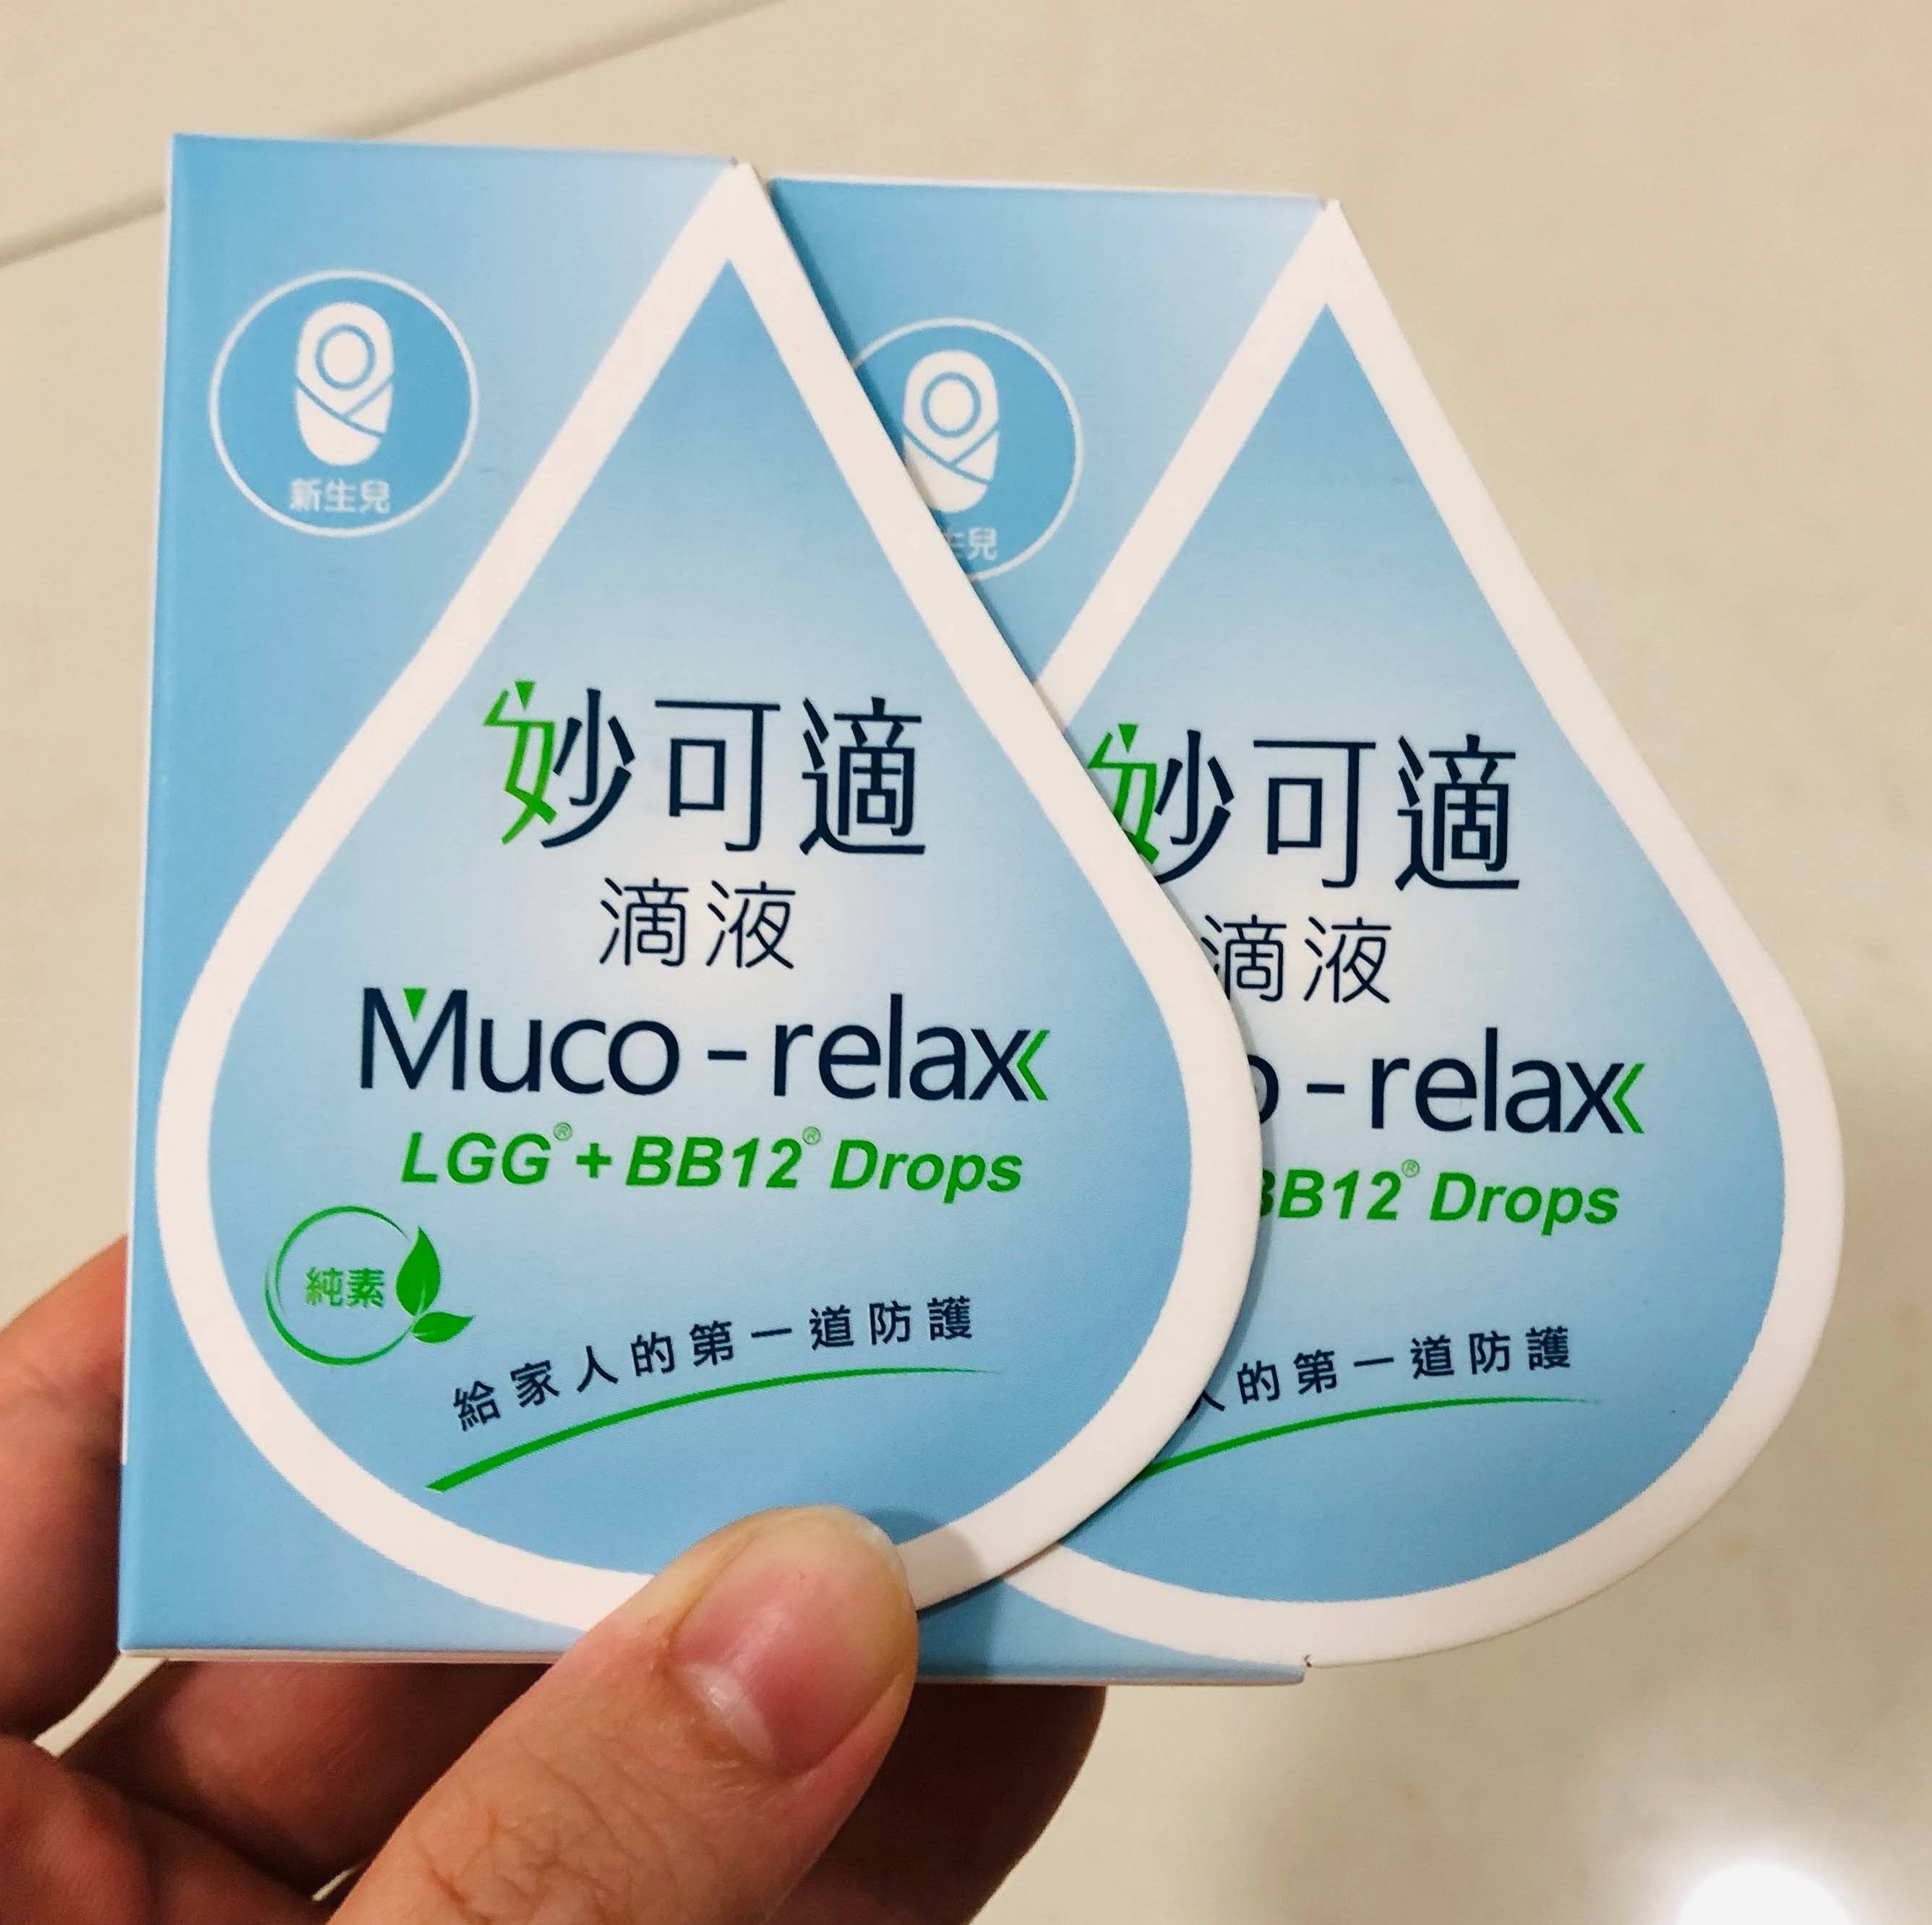 新生兒
妙可適
滴液
Muco-relax
LGG® + BB12® Drops
純素
給家人的第一道防護
生兒
妙可適
滴液
o-relax
BB12® Drops
人的第一道防護